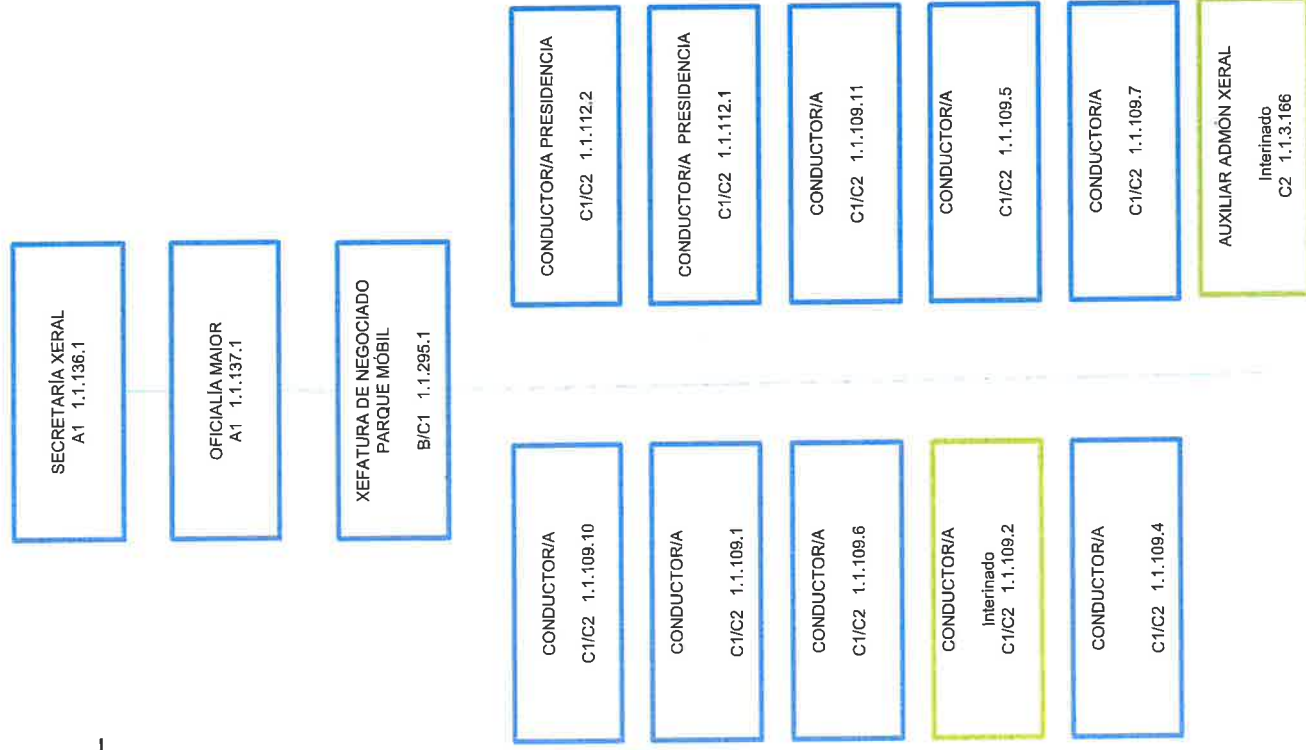 SECRETARÍA XERAL
A1 1.1.136.1
OFICIALÍA MAIOR
A1 1.1.137.1
XEFATURA DE NEGOCIADO
PARQUE MÓBIL
B/C1 1.1.295.1
CONDUCTOR/A
C1/C2 1.1.109.10
CONDUCTOR/A
C1/C2 1.1.109.1
CONDUCTOR/A
C1/C2 1.1.109.6
CONDUCTOR/A
Interinado
C1/C2 1.1.109.2
CONDUCTOR/A
C1/C2 1.1.109.4
CONDUCTOR/A PRESIDENCIA
C1/C2 1.1.112.2
CONDUCTOR/A PRESIDENCIA
C1/C2 1.1.112.1
CONDUCTOR/A
C1/C2 1.1.109.11
CONDUCTOR/A
C1/C2 1.1.109.5
CONDUCTOR/A
C1/C2 1.1.109.7
AUXILIAR ADMÓN XERAL
Interinado
C2 1.1.3.166